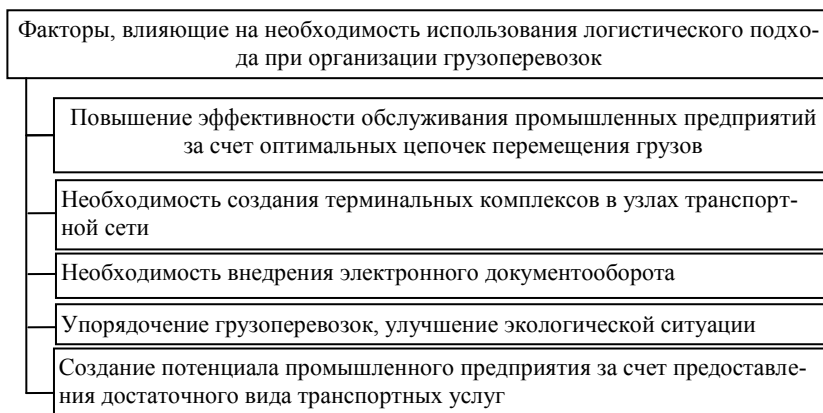 Факторы, влияющие на необходимость использования логистического подхо-
да при организации грузоперевозок
Повышение эффективности обслуживания промышленных предприятий
за счет оптимальных цепочек перемещения грузов
Необходимость создания терминальных комплексов в узлах транспорт-
ной сети
Необходимость внедрения электронного документооборота
Упорядочение грузоперевозок, улучшение экологической ситуации
Создание потенциала промышленного предприятия за счет предоставле-
ния достаточного вида транспортных услуг